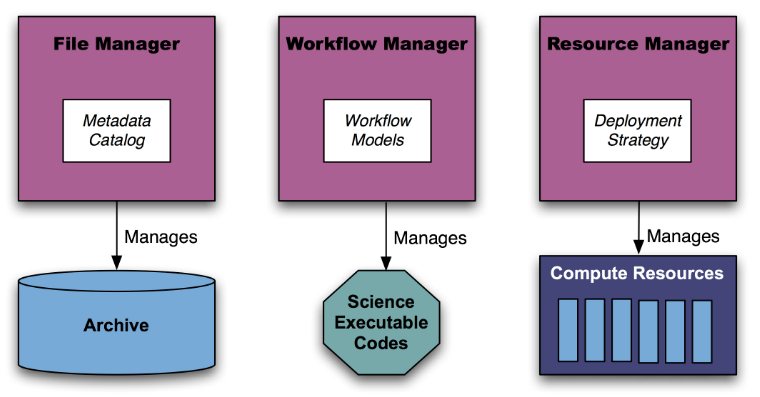 File Manager
Metadata
Catalog
Manages
Archive
Workflow Manager
Workflow
Models
Manages
Science
Executable
Codes
Resource Manager
Deployment
Strategy
Manages
Compute Resources